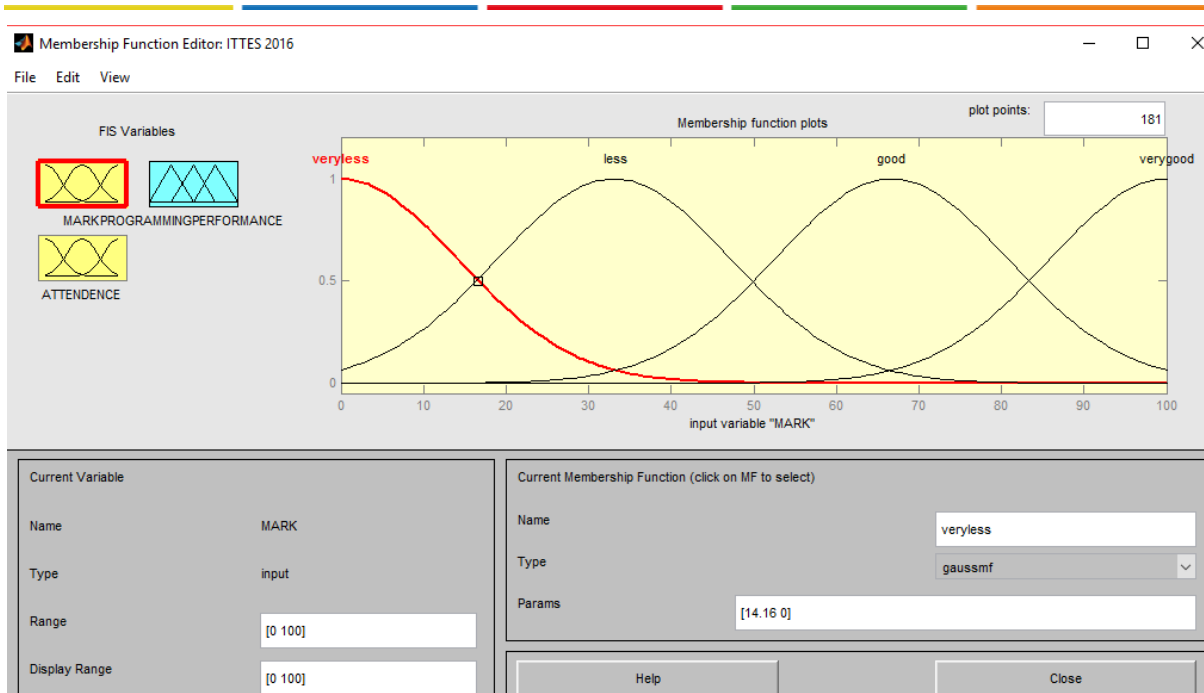 Membership Function Editor: ITTES 2016
File Edit View
FIS Variables
MARKPROGRAMMINGPERFORMANCE
ATTENDENCE
Membership function plots
plot points: 181
veryless less good verygood
1
0.5
0
0 10 20 30 40 50 60 70 80 90 100
input variable "MARK"
Current Variable
Name MARK
Type input
Range [0 100]
Display Range [0 100]
Current Membership Function (click on MF to select)
Name veryless
Type gaussmf
Params [14.16 0]
Help Close